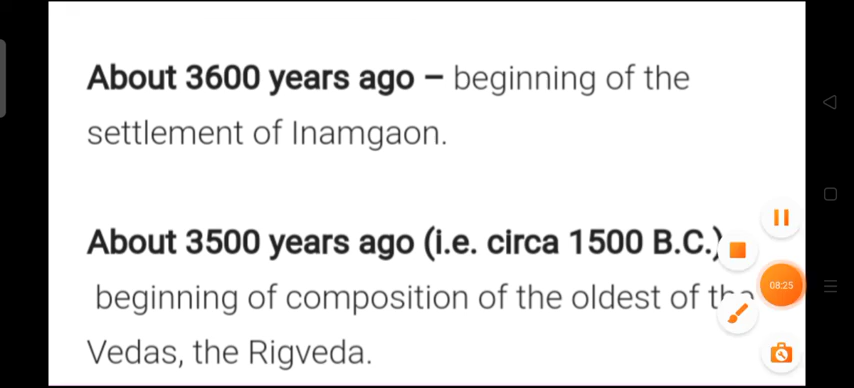 About 3600 years ago – beginning of the
settlement of Inamgaon.
About 3500 years ago (i.e. circa 1500 B.C.)
beginning of composition of the oldest of
Vedas, the Rigveda.
08:25